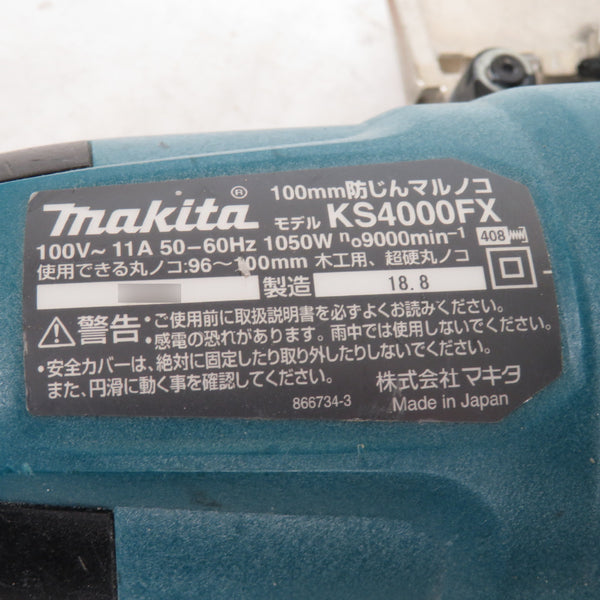 makita®
100mm防じんマルノコ
モデル KS4000FX
100V~ 11A 50-60Hz 1050W n₀9000min⁻¹
408
使用できる丸ノコ:96~100mm 木工用、超硬丸ノコ
製造 18.8
警告・ご使用前に取扱説明書を必ずよくお読みください。
・感電の恐れがあります。雨中では使用しないでください。
・安全カバーは、絶対に固定したり取り外したりしないでください。
また、円滑に動く事を確認してください。
株式会社マキタ
866734-3 Made in Japan